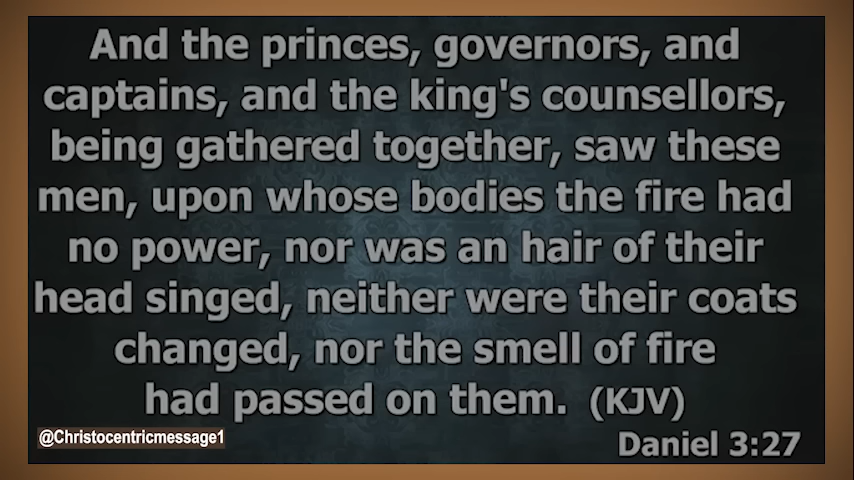 And the princes, governors, and
captains, and the king's counsellors,
being gathered together, saw these
men, upon whose bodies the fire had
no power, nor was an hair of their
head singed, neither were their coats
changed, nor the smell of fire
had passed on them. (KJV)
@Christocentricmessage1
Daniel 3:27